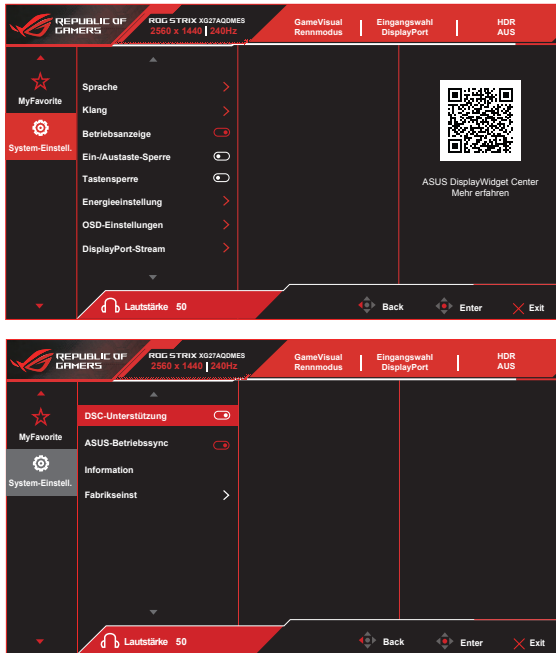 REPUBLIC OF
GAMERS
ROG STRIX XG27AQDMES
2560 x 1440 240Hz
GameVisual
Rennmodus
Eingangswahl
DisplayPort
HDR
AUS
MyFavorite
System-Einstell.
Sprache
Klang
Betriebsanzeige
Ein-/Austaste-Sperre
Tastensperre
Energieeinstellung
OSD-Einstellungen
DisplayPort-Stream
ASUS DisplayWidget Center
Mehr erfahren
Lautstärke 50
Back
Enter
Exit
REPUBLIC OF
GAMERS
ROG STRIX XG27AQDMES
2560 x 1440 240Hz
GameVisual
Rennmodus
Eingangswahl
DisplayPort
HDR
AUS
MyFavorite
System-Einstell.
DSC-Unterstützung
ASUS-Betriebssync
Information
Fabrikseinst
Lautstärke 50
Back
Enter
Exit